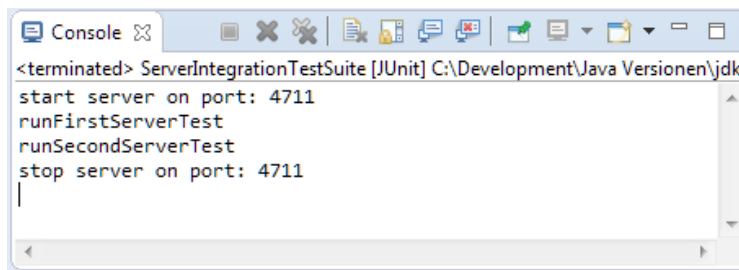 Console
<terminated> ServerIntegrationTestSuite [JUnit] C:\Development\Java Versionen\jdk
start server on port: 4711
runFirstServerTest
runSecondServerTest
stop server on port: 4711